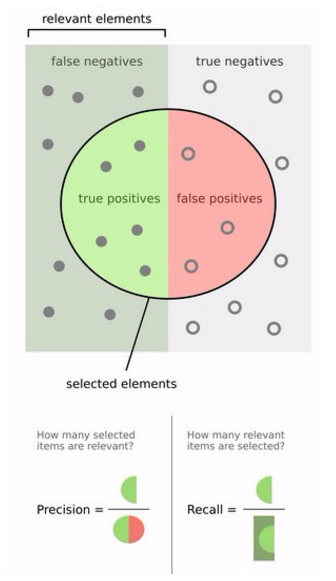 relevant elements
false negatives
true negatives
true positives
false positives
selected elements
How many selected
items are relevant?
How many relevant
items are selected?
Precision =
Recall =